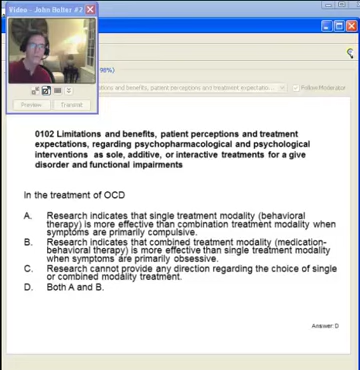 Video - John Bolter #2
98%)
ations and benefits, patient perceptions and treatment expectatio...
Follow Moderator
Preview
Transmit
0102 Limitations and benefits, patient perceptions and treatment
expectations, regarding psychopharmacological and psychological
interventions as sole, additive, or interactive treatments for a give
disorder and functional impairments
In the treatment of OCD
A. Research indicates that single treatment modality (behavioral
therapy) is more effective than combination treatment modality when
symptoms are primarily compulsive.
B. Research indicates that combined treatment modality (medication-
behavioral therapy) is more effective than single treatment modality
when symptoms are primarily obsessive.
C. Research cannot provide any direction regarding the choice of single
or combined modality treatment.
D. Both A and B.
Answer:D